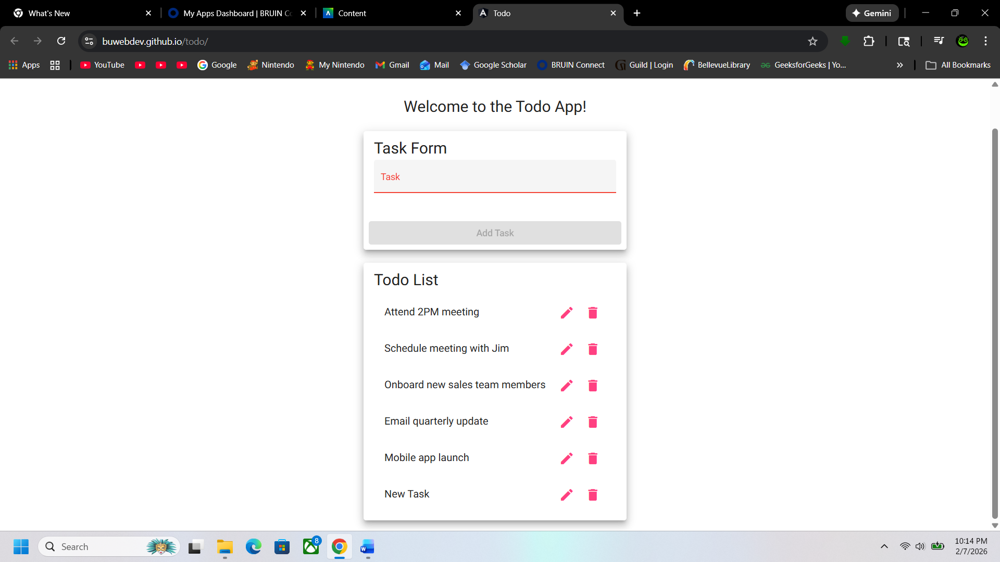 What's New
My Apps Dashboard | BRUIN Co
Content
Todo
Gemini
buwebdev.github.io/todo/
Apps
YouTube
Google
Nintendo
My Nintendo
Gmail
Mail
Google Scholar
BRUIN Connect
Guild | Login
BellevueLibrary
GeeksforGeeks | Yo...
All Bookmarks
Welcome to the Todo App!
Task Form
Task
Add Task
Todo List
Attend 2PM meeting
Schedule meeting with Jim
Onboard new sales team members
Email quarterly update
Mobile app launch
New Task
Search
8
10:14 PM
2/7/2026